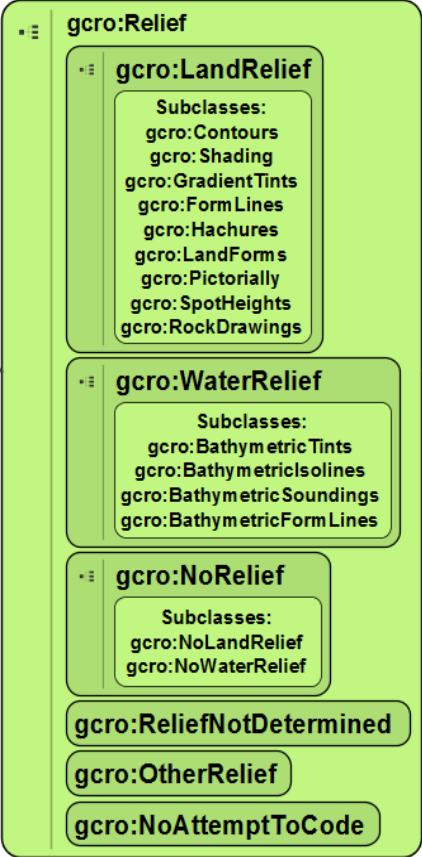 gcro:Relief
gcro:LandRelief
Subclasses:
gcro:Contours
gcro:Shading
gcro:GradientTints
gcro:FormLines
gcro:Hachures
gcro:LandForms
gcro:Pictorially
gcro:SpotHeights
gcro:RockDrawings
gcro:WaterRelief
Subclasses:
gcro:BathymetricTints
gcro:BathymetricIsolines
gcro:BathymetricSoundings
gcro:BathymetricFormLines
gcro:NoRelief
Subclasses:
gcro:NoLandRelief
gcro:NoWaterRelief
gcro:ReliefNotDetermined
gcro:OtherRelief
gcro:NoAttemptToCode